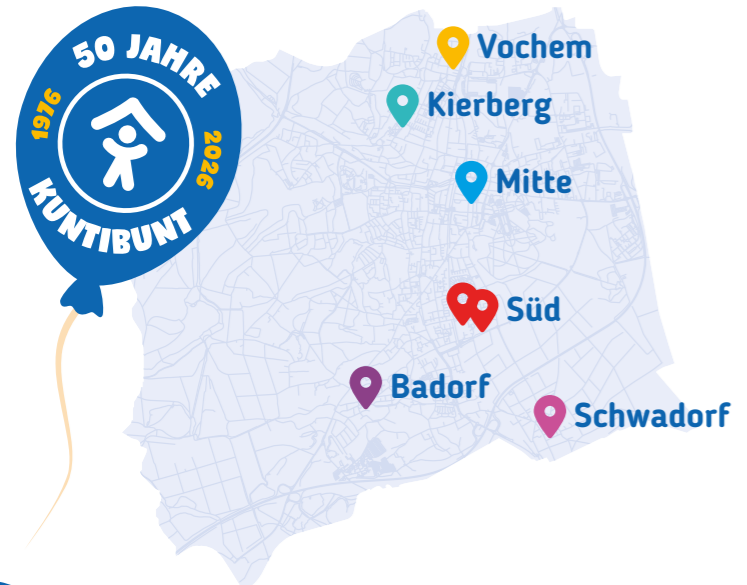 50 JAHRE
1976
2026
KUNTIBUNT
Vochem
Kierberg
Mitte
Süd
Badorf
Schwadorf